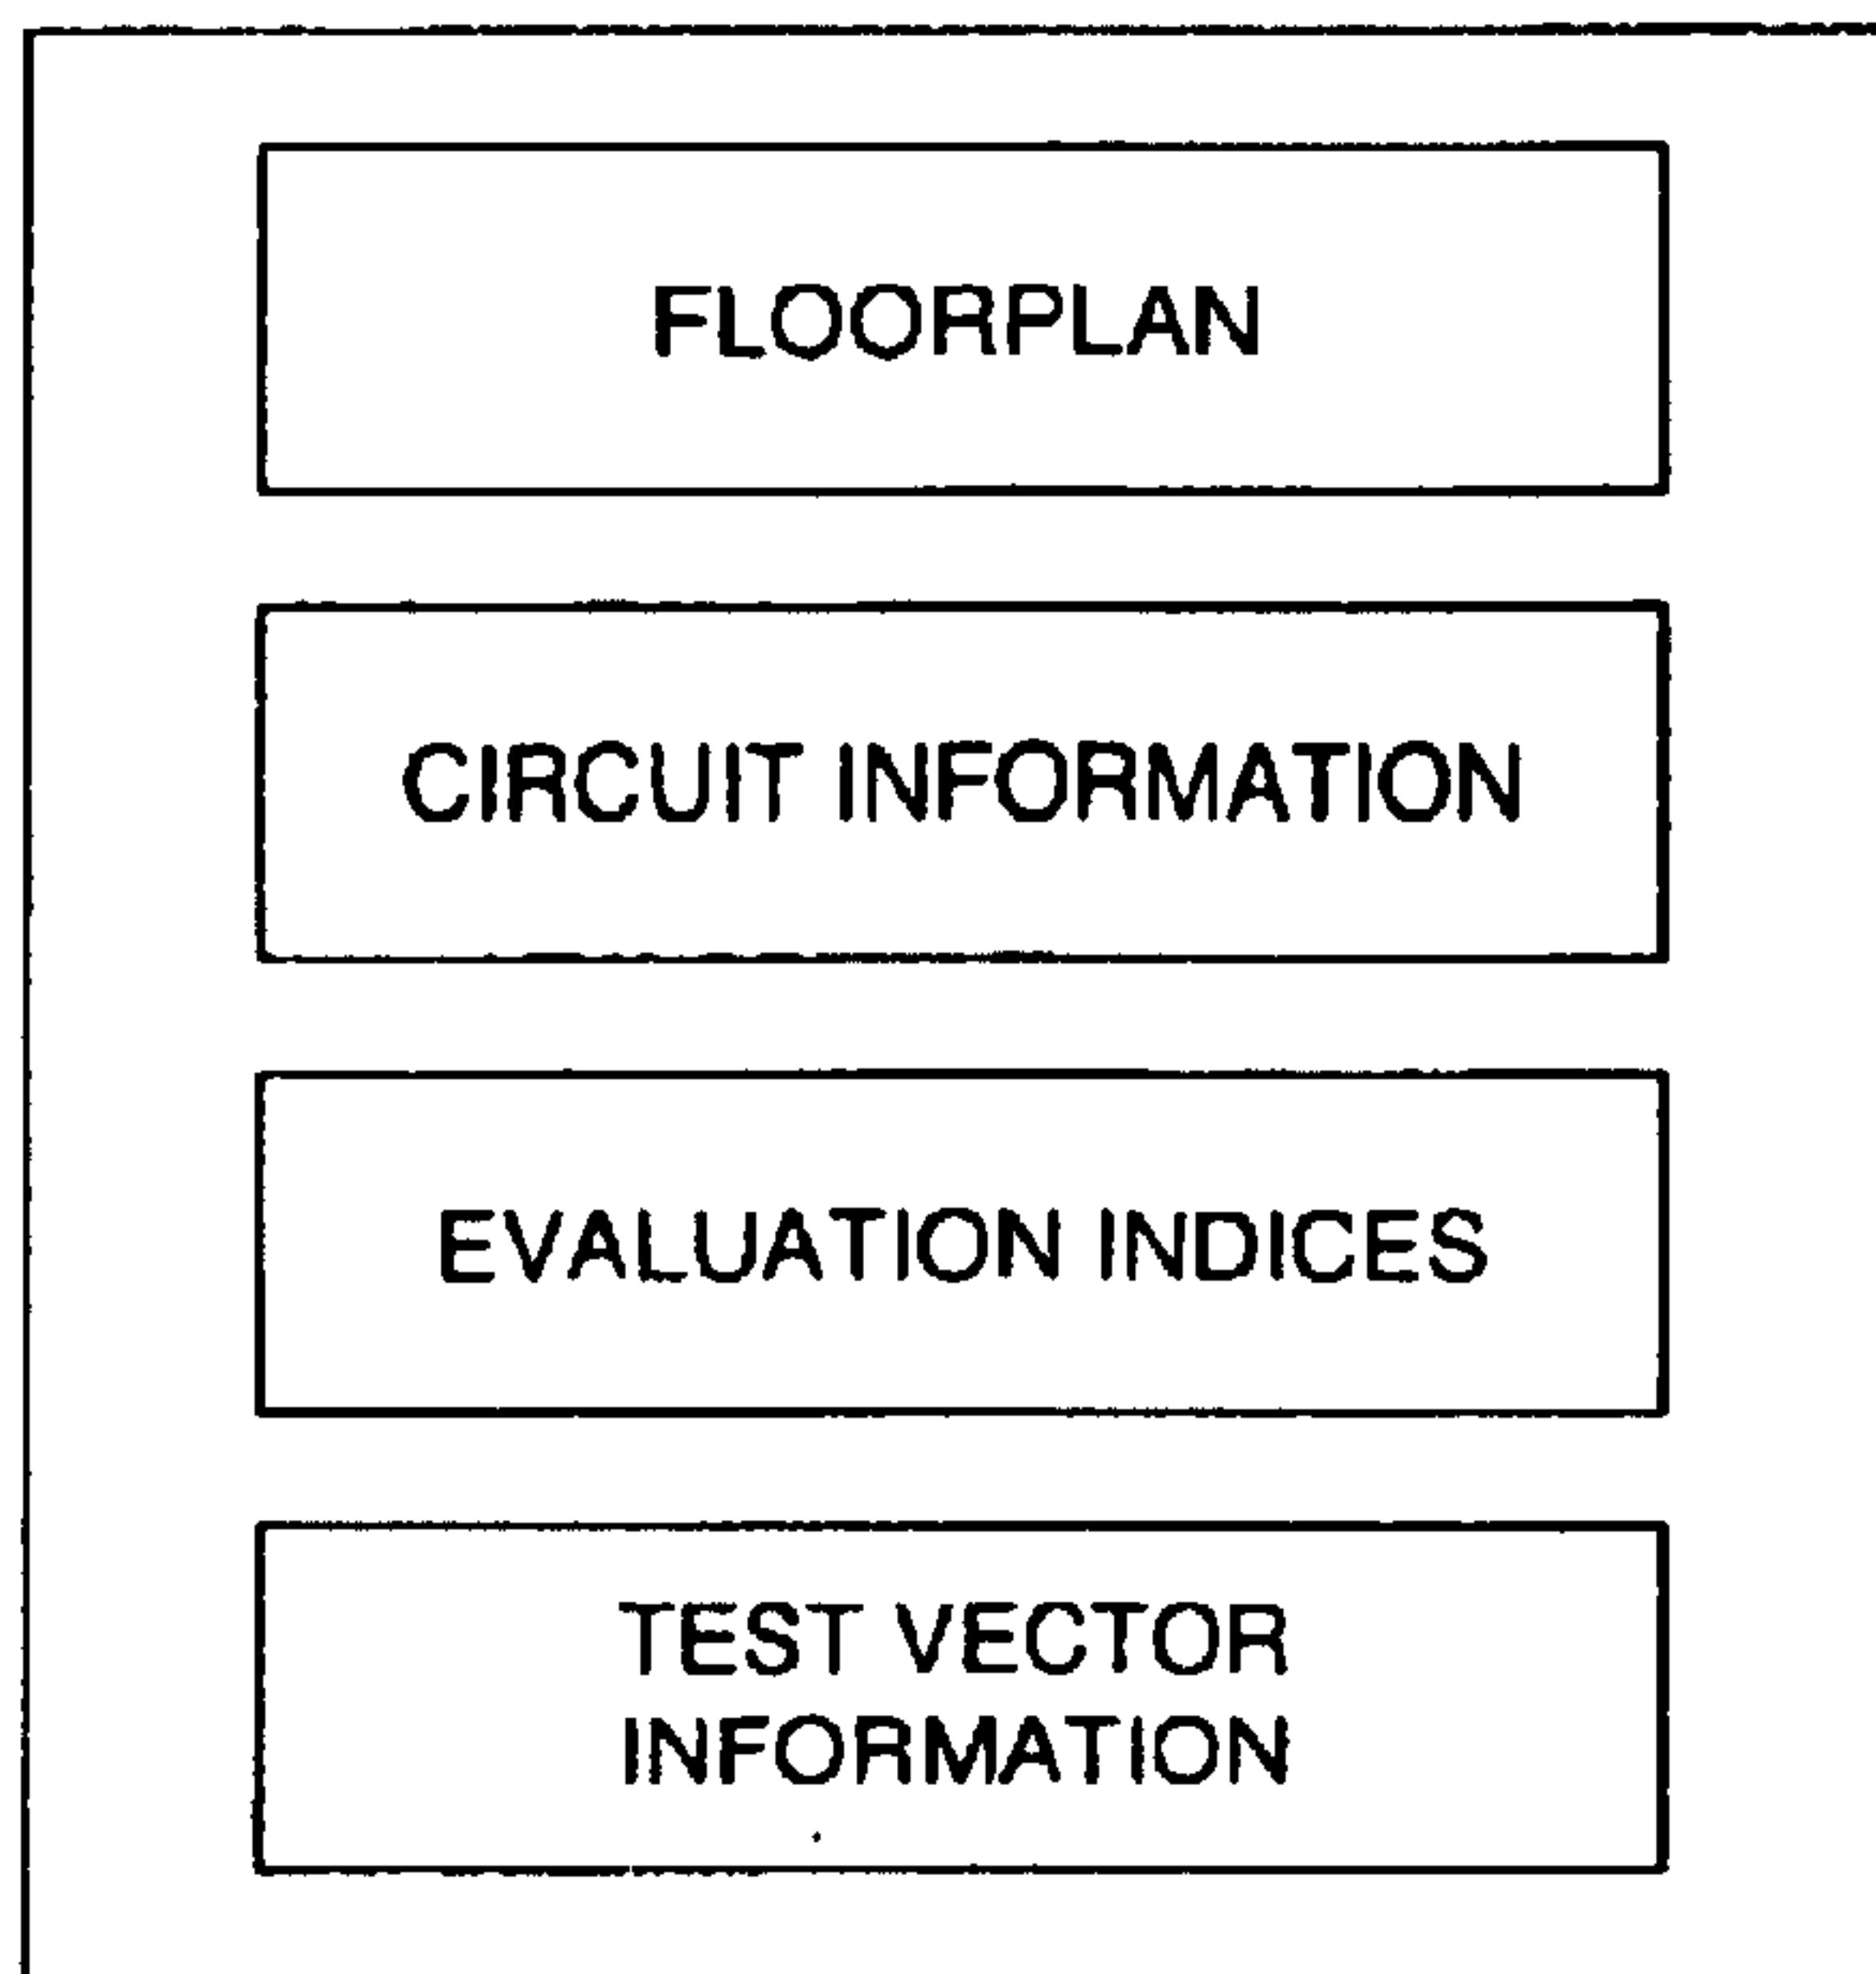 FLOORPLAN
CIRCUIT INFORMATION
EVALUATION INDICES
TEST VECTOR
INFORMATION